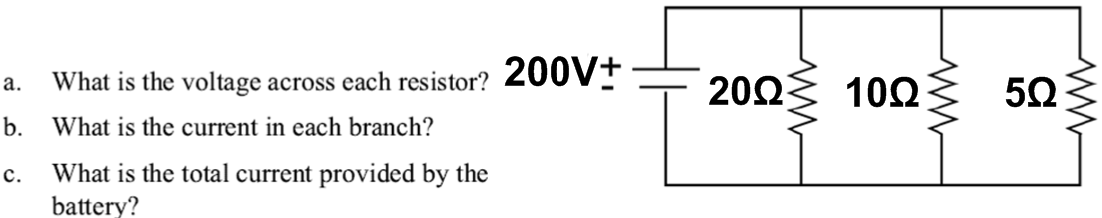 a. What is the voltage across each resistor?
b. What is the current in each branch?
c. What is the total current provided by the
battery?
200V+
-
20Ω 10Ω 5Ω